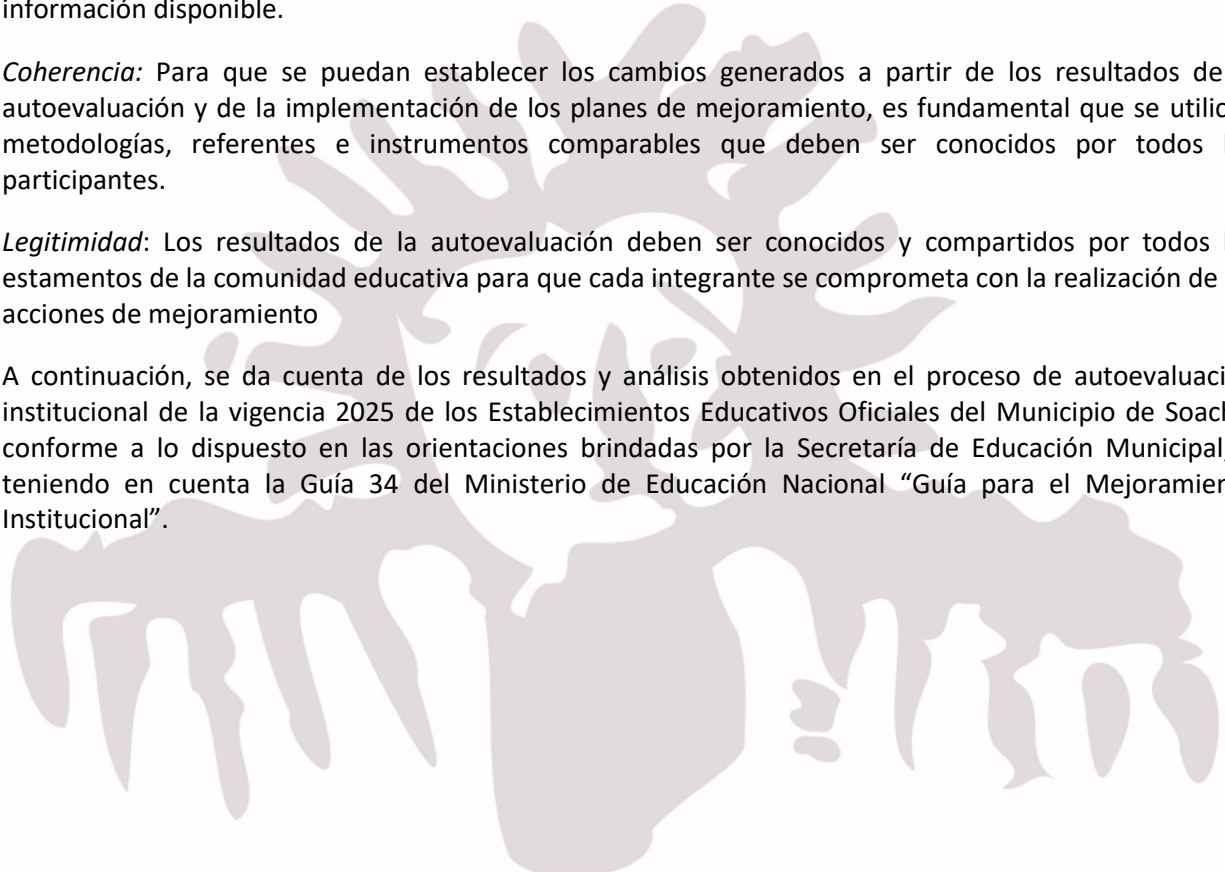 información disponible.
Coherencia: Para que se puedan establecer los cambios generados a partir de los resultados de
autoevaluación y de la implementación de los planes de mejoramiento, es fundamental que se utilic
metodologías, referentes e instrumentos comparables que deben ser conocidos por todos
participantes.
Legitimidad: Los resultados de la autoevaluación deben ser conocidos y compartidos por todos
estamentos de la comunidad educativa para que cada integrante se comprometa con la realización de
acciones de mejoramiento
A continuación, se da cuenta de los resultados y análisis obtenidos en el proceso de autoevaluaci
institucional de la vigencia 2025 de los Establecimientos Educativos Oficiales del Municipio de Soach
conforme a lo dispuesto en las orientaciones brindadas por la Secretaría de Educación Municipal,
teniendo en cuenta la Guía 34 del Ministerio de Educación Nacional “Guía para el Mejoramien
Institucional”.